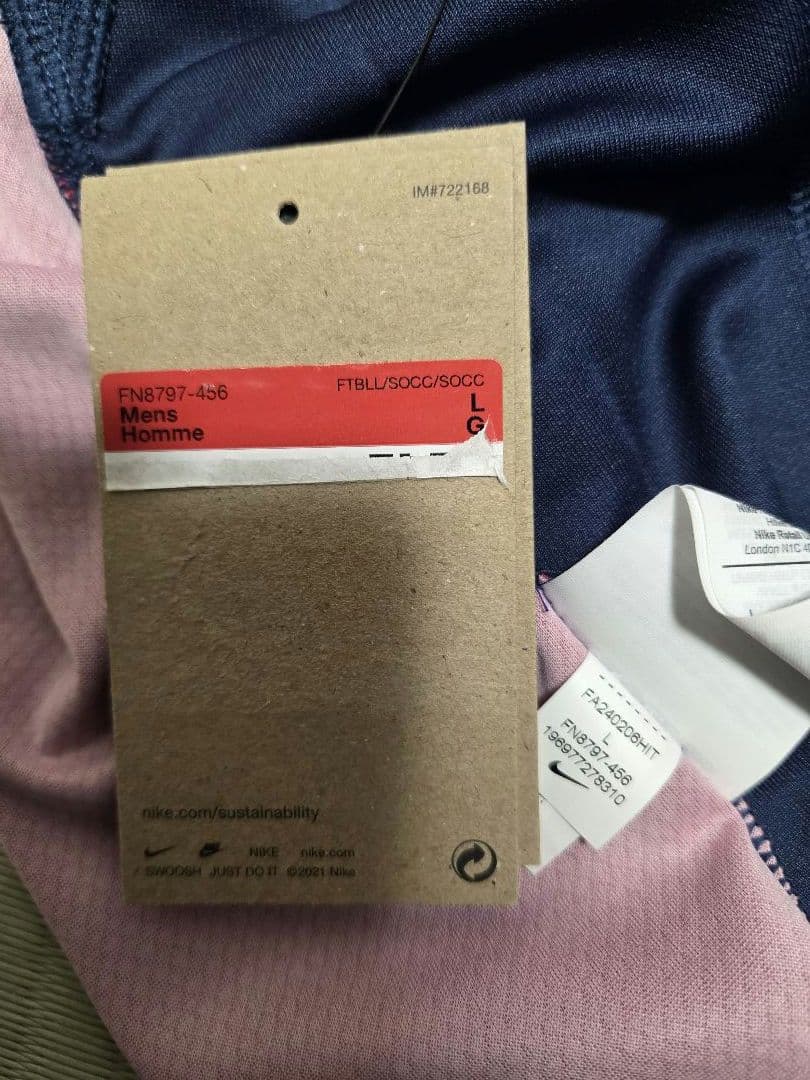 IM#722168
FN8797-456
FTBLL/SOCC/SOCC
Mens
L
Homme
G
nike.com/sustainability
NIKE nike.com
/ SWOOSH JUST DO IT ©2021 Nike
Nike Retail
London N1C
FA240206HIT
L
FN8797-456
196977278310